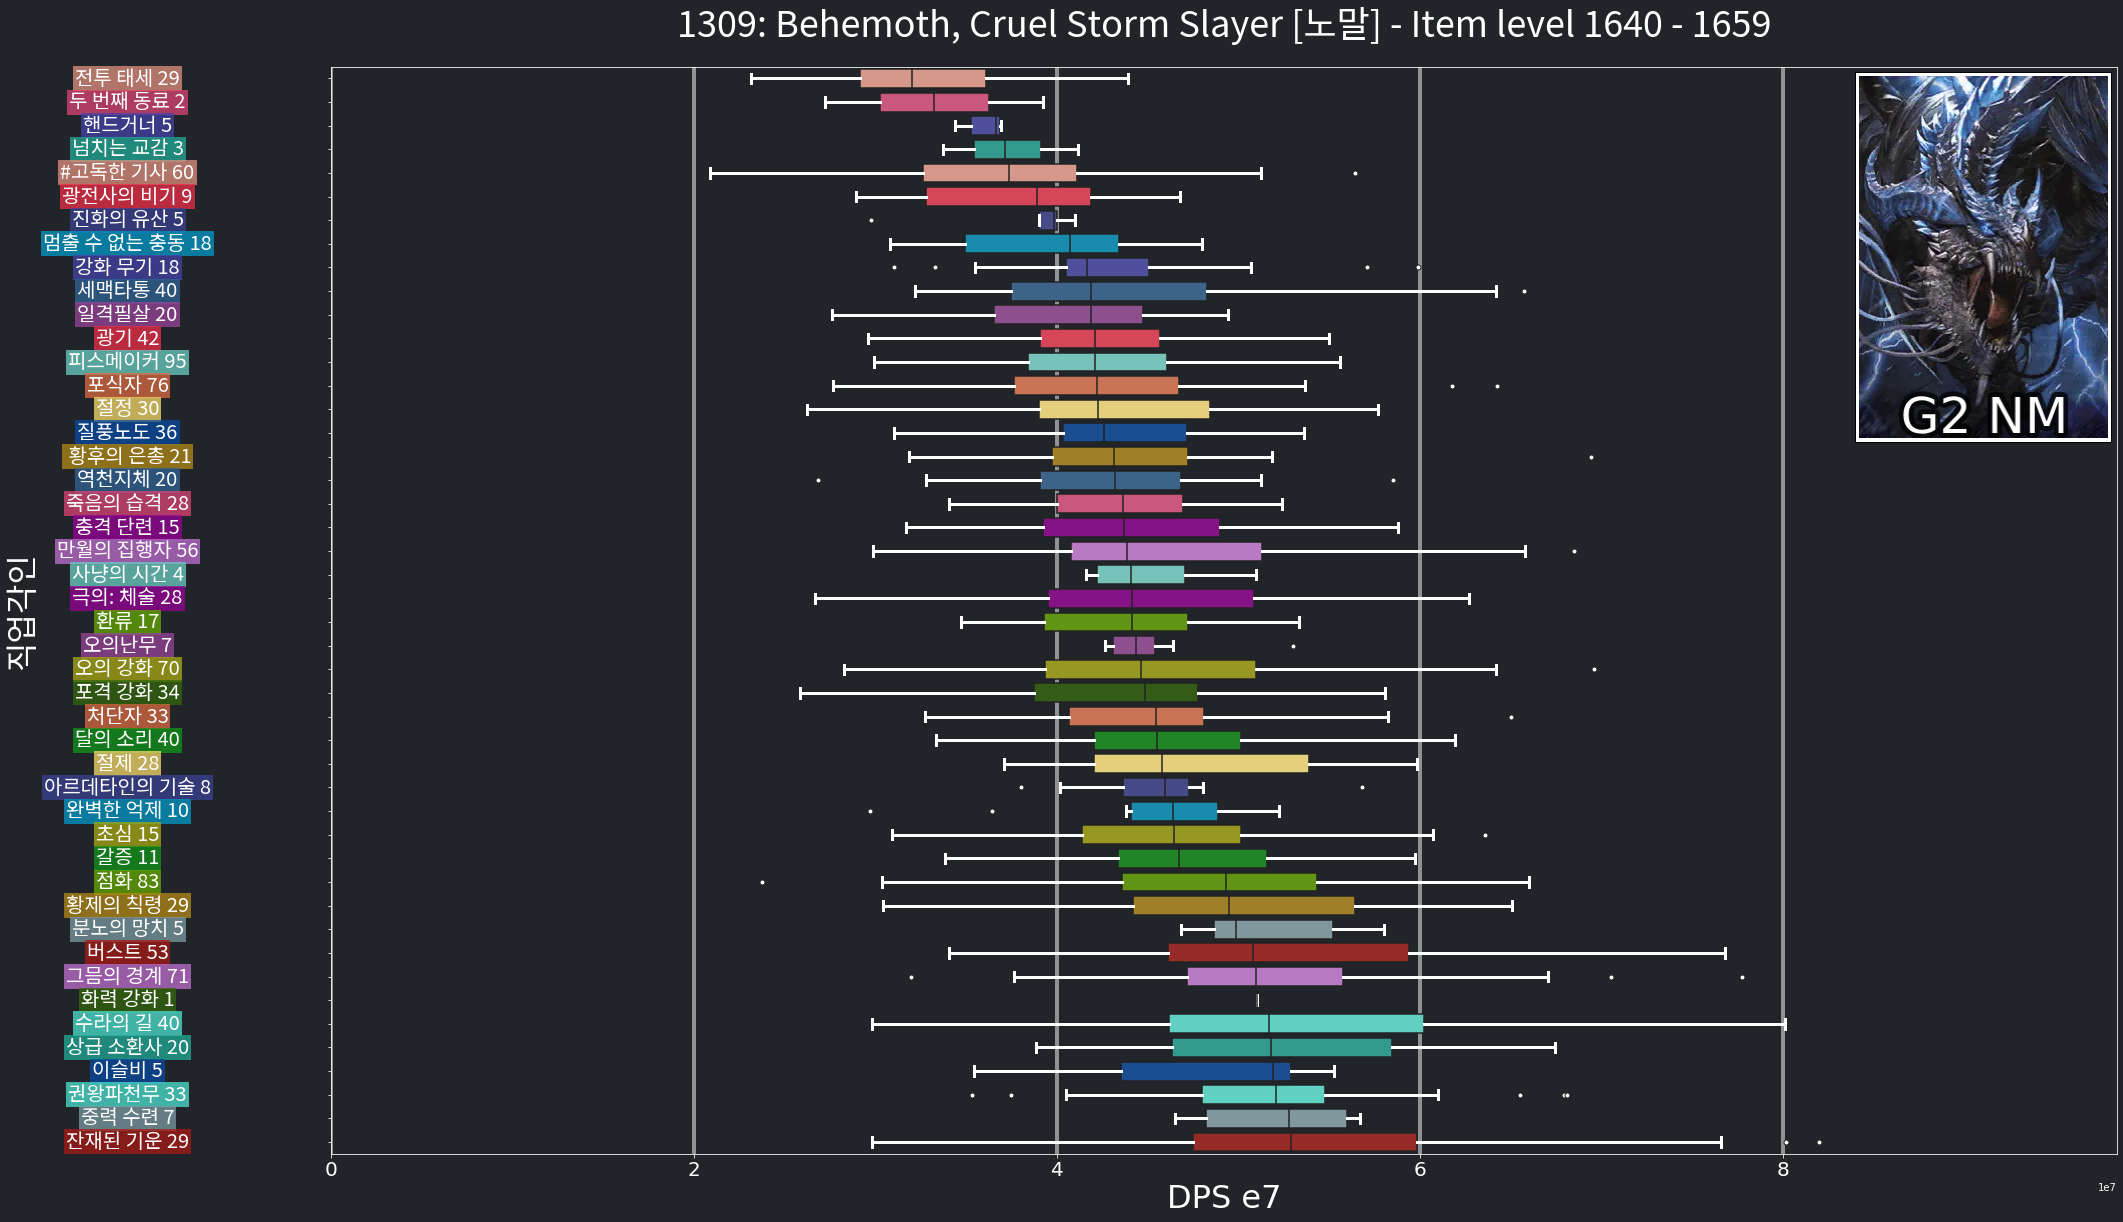 1309: Behemoth, Cruel Storm Slayer [노말] - Item level 1640 - 1659
전투 태세 29
두 번째 동료 2
핸드거너 5
넘치는 교감 3
#고독한 기사 60
광전사의 비기 9
진화의 유산 5
멈출 수 없는 충동 18
강화 무기 18
세맥타통 40
일격필살 20
광기 42
피스메이커 95
포식자 76
절정 30
질풍노도 36
황후의 은총 21
역천지체 20
죽음의 습격 28
충격 단련 15
만월의 집행자 56
사냥의 시간 4
극의: 체술 28
환류 17
오의난무 7
오의 강화 70
포격 강화 34
처단자 33
달의 소리 40
절제 28
아르데타인의 기술 8
완벽한 억제 10
초심 15
갈증 11
점화 83
황제의 칙령 29
분노의 망치 5
버스트 53
그믐의 경계 71
화력 강화 1
수라의 길 40
상급 소환사 20
이슬비 5
권왕파천무 33
중력 수련 7
잔재된 기운 29
직업각인
G2 NM
0 2 4 6 8
1e7
DPS e7